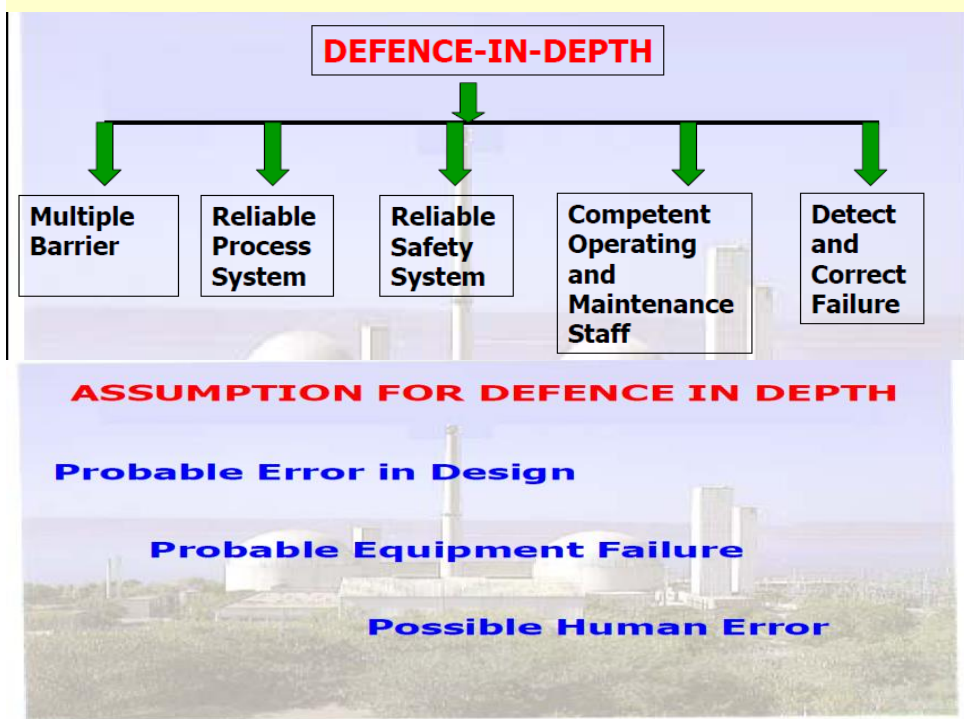 DEFENCE-IN-DEPTH
Multiple
Barrier
Reliable
Process
System
Reliable
Safety
System
Competent
Operating
and
Maintenance
Staff
Detect
and
Correct
Failure
ASSUMPTION FOR DEFENCE IN DEPTH
Probable Error in Design
Probable Equipment Failure
Possible Human Error